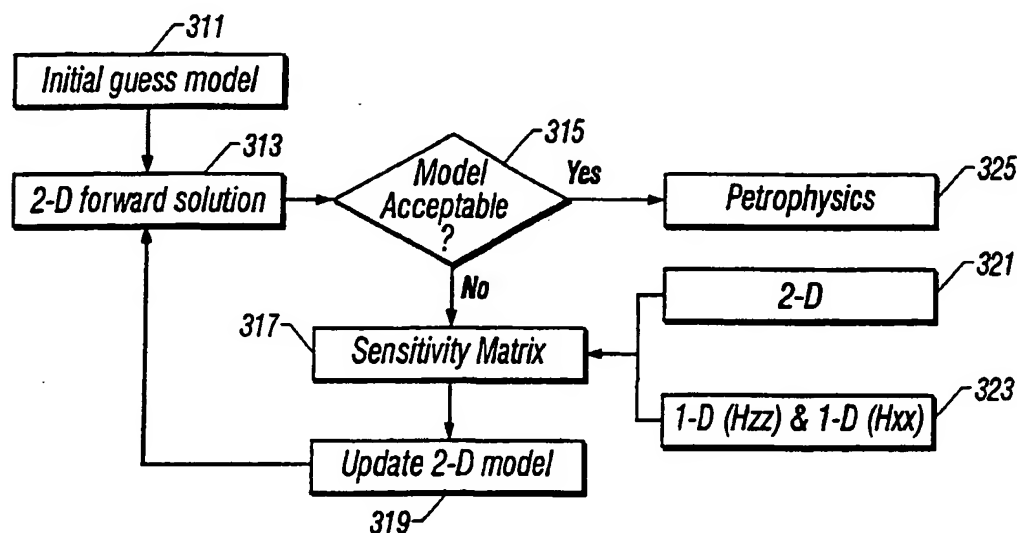 311
Initial guess model
313
2-D forward solution
315
Model
Acceptable
?
Yes
Petrophysics
325
No
2-D
321
317
Sensitivity Matrix
1-D (Hzz) & 1-D (Hxx)
323
Update 2-D model
319